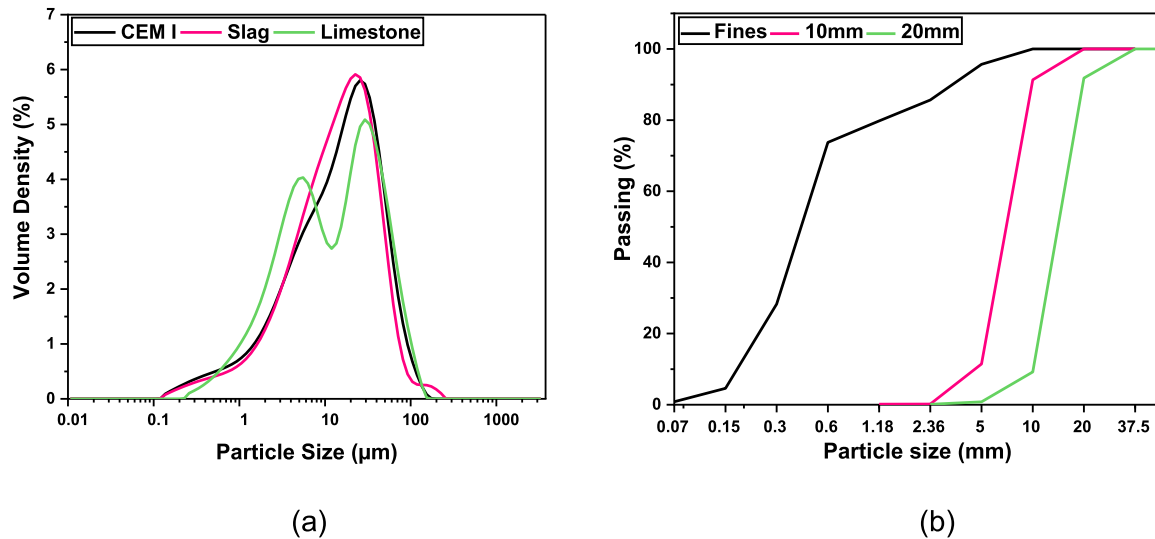 CEM I Slag Limestone
7
6
5
4
3
2
1
0
Volume Density (%)
0.01 0.1 1 10 100 1000
Particle Size (µm)
(a)
Fines 10mm 20mm
100
80
60
40
20
0
Passing (%)
0.07 0.15 0.3 0.6 1.18 2.36 5 10 20 37.5
Particle size (mm)
(b)